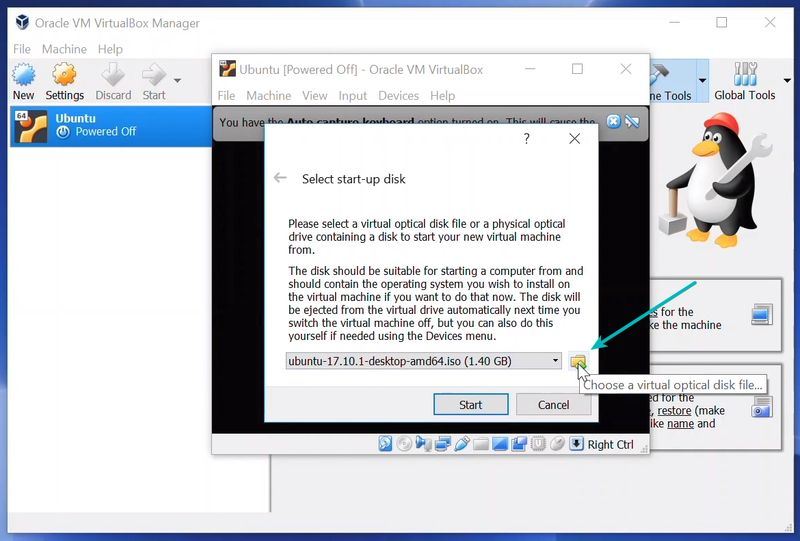 Oracle VM VirtualBox Manager
File Machine Help
New Settings Discard Start
ne Tools Global Tools
64
Ubuntu
Powered Off
64
Ubuntu [Powered Off] - Oracle VM VirtualBox
File Machine View Input Devices Help
You have the Auto capture keyboard option turned on. This will cause the
?
Select start-up disk
Please select a virtual optical disk file or a physical optical
drive containing a disk to start your new virtual machine
from.
The disk should be suitable for starting a computer from and
should contain the operating system you wish to install on
the virtual machine if you want to do that now. The disk will
be ejected from the virtual drive automatically next time you
switch the virtual machine off, but you can also do this
yourself if needed using the Devices menu.
ubuntu-17.10.1-desktop-amd64.iso (1.40 GB)
Choose a virtual optical disk file...
Start Cancel
Right Ctrl
es for the
ke the machine
ed for the
, restore (make
like name and